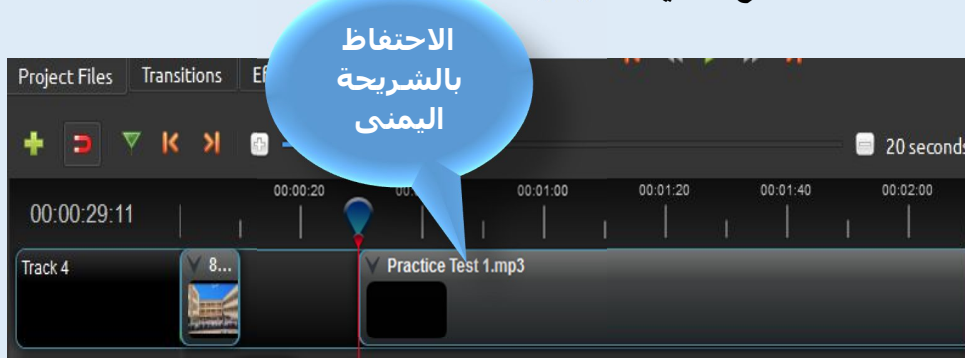 الاحتفاظ
بالشريحة
اليمنى
Project Files Transitions
20 seconds
00:00:20 00:01:00 00:01:20 00:01:40 00:02:00
00:00:29:11
Track 4 8... Practice Test 1.mp3